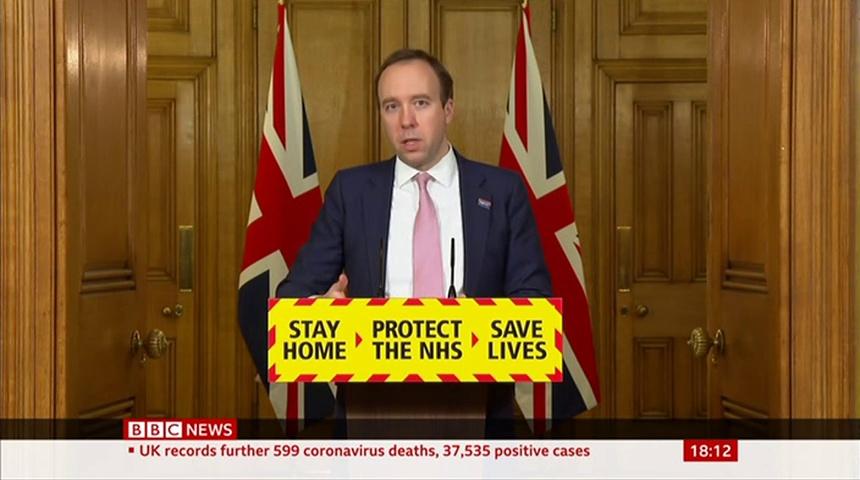 STAY HOME PROTECT THE NHS SAVE LIVES
BBC NEWS
UK records further 599 coronavirus deaths, 37,535 positive cases
18:12